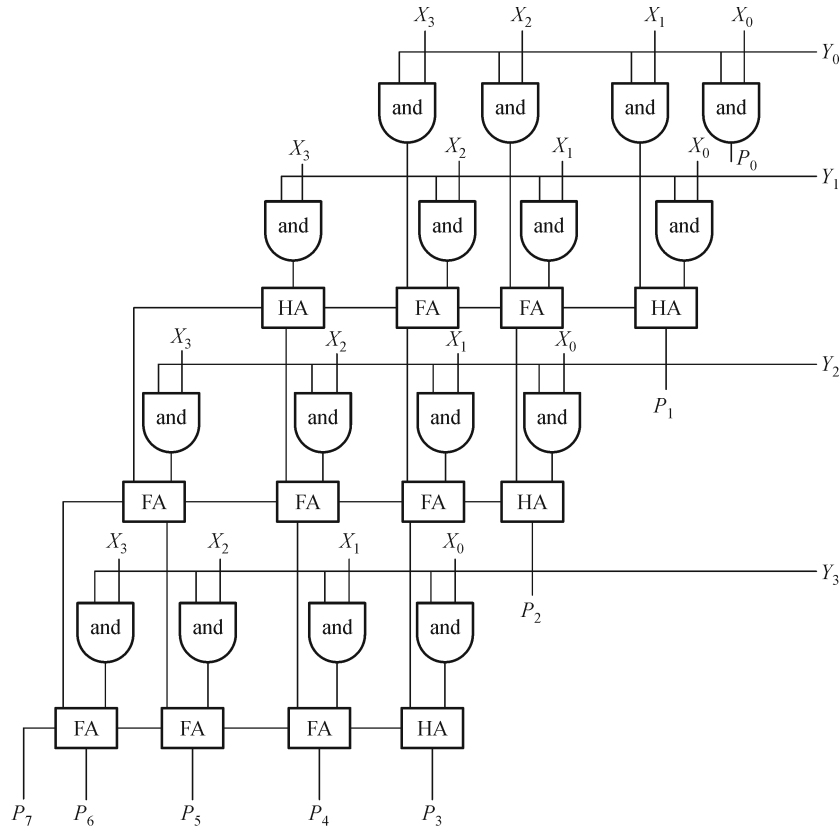 X₃ X₂ X₁ X₀
Y₀
and and and and
P₀
X₃ X₂ X₁ X₀
Y₁
and and and and
HA FA FA HA
X₃ X₂ X₁ X₀
Y₂
P₁
and and and and
FA FA FA HA
X₃ X₂ X₁ X₀
Y₃
P₂
and and and and
FA FA FA HA
P₇ P₆ P₅ P₄ P₃